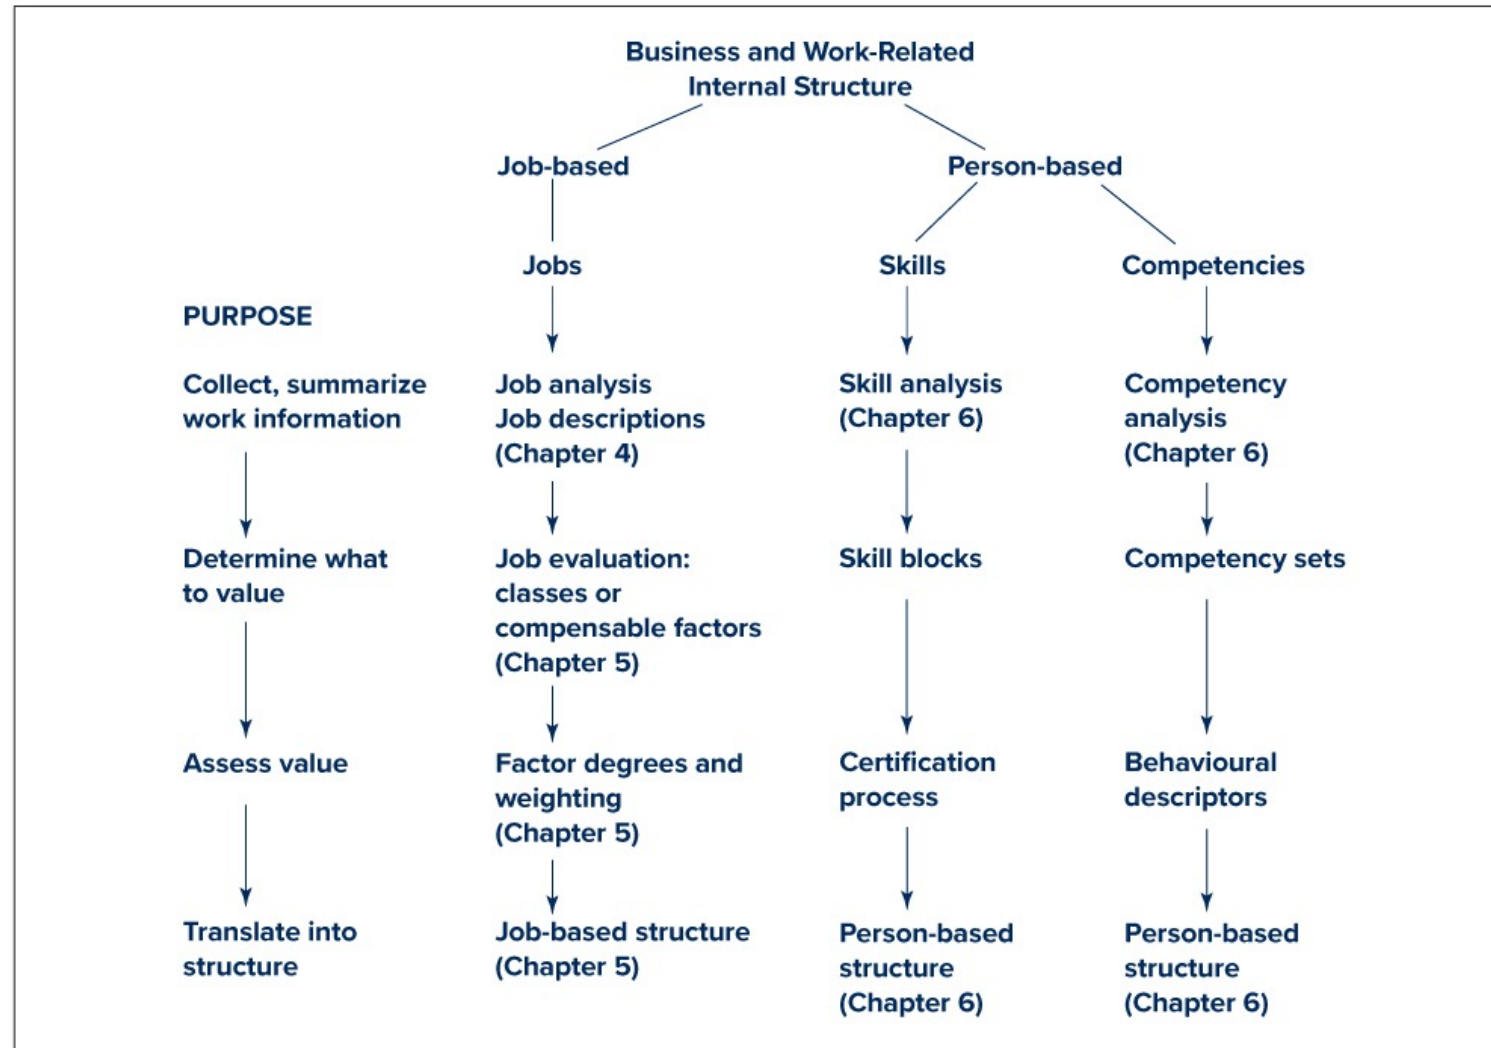 Business and Work-Related
Internal Structure
Job-based
Person-based
Jobs
Skills
Competencies
PURPOSE
Collect, summarize
work information
Job analysis
Job descriptions
(Chapter 4)
Skill analysis
(Chapter 6)
Competency
analysis
(Chapter 6)
Determine what
to value
Job evaluation:
classes or
compensable factors
(Chapter 5)
Skill blocks
Competency sets
Assess value
Factor degrees and
weighting
(Chapter 5)
Certification
process
Behavioural
descriptors
Translate into
structure
Job-based structure
(Chapter 5)
Person-based
structure
(Chapter 6)
Person-based
structure
(Chapter 6)